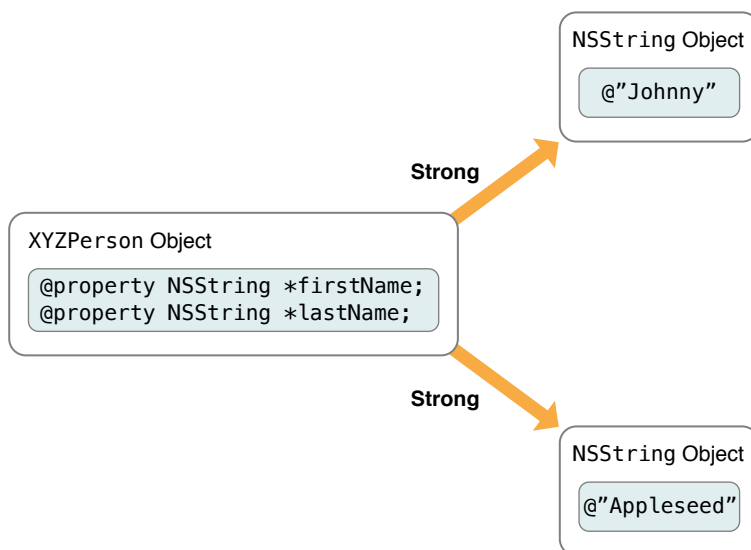 NSString Object
@”Johnny”
Strong
XYZPerson Object
@property NSString *firstName;
@property NSString *lastName;
Strong
NSString Object
@”Appleseed”